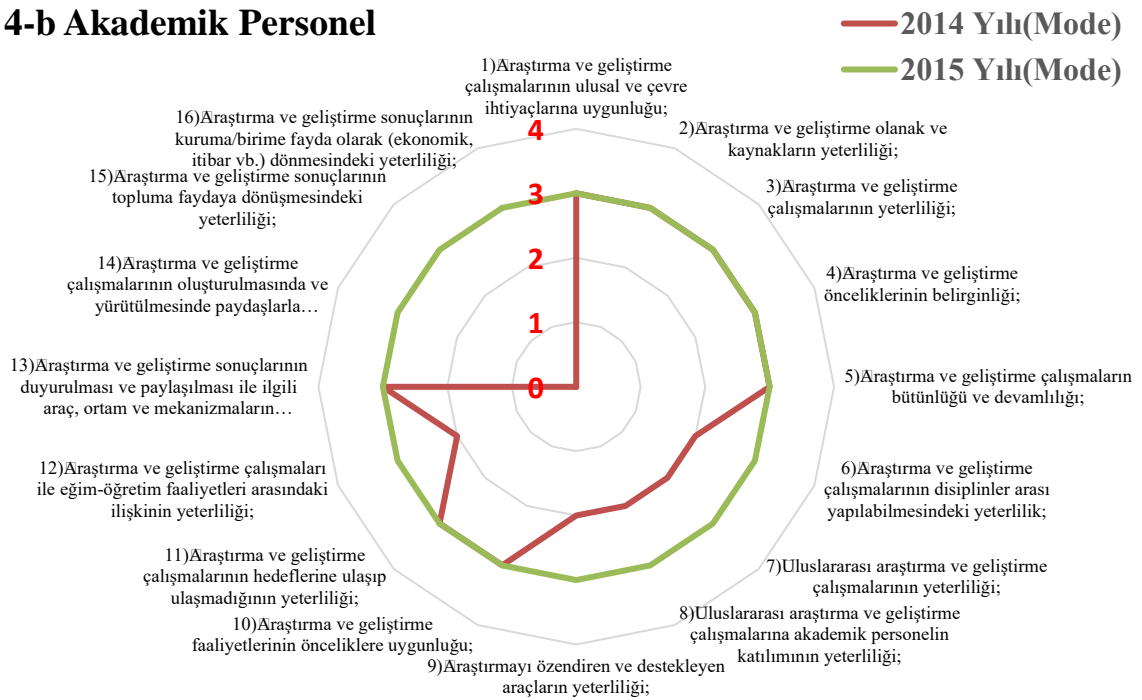 4-b Akademik Personel
2014 Yılı(Mode)
2015 Yılı(Mode)
1)Araştırma ve geliştirme
çalışmalarının ulusal ve çevre
ihtiyaçlarına uygunluğu;
2)Araştırma ve geliştirme olanak ve
kaynakların yeterliliği;
3)Araştırma ve geliştirme
çalışmalarının yeterliliği;
4)Araştırma ve geliştirme
önceliklerinin belirginliği;
5)Araştırma ve geliştirme çalışmaların
bütünlüğü ve devamlılığı;
6)Araştırma ve geliştirme
çalışmalarının disiplinler arası
yapılabilmesindeki yeterlilik;
7)Uluslararası araştırma ve geliştirme
çalışmalarının yeterliliği;
8)Uluslararası araştırma ve geliştirme
çalışmalarına akademik personelin
katılımının yeterliliği;
9)Araştırmayı özendiren ve destekleyen
araçların yeterliliği;
10)Araştırma ve geliştirme
faaliyetlerinin önceliklere uygunluğu;
11)Araştırma ve geliştirme
çalışmalarının hedeflerine ulaşıp
ulaşmadığının yeterliliği;
12)Araştırma ve geliştirme çalışmaları
ile eğim-öğretim faaliyetleri arasındaki
ilişkinin yeterliliği;
13)Araştırma ve geliştirme sonuçlarının
duyurulması ve paylaşılması ile ilgili
araç, ortam ve mekanizmaların…
14)Araştırma ve geliştirme
çalışmalarının oluşturulmasında ve
yürütülmesinde paydaşlarla…
15)Araştırma ve geliştirme sonuçlarının
topluma faydaya dönüşmesindeki
yeterliliği;
16)Araştırma ve geliştirme sonuçlarının
kuruma/birime fayda olarak (ekonomik,
itibar vb.) dönmesindeki yeterliliği;
4
3
2
1
0